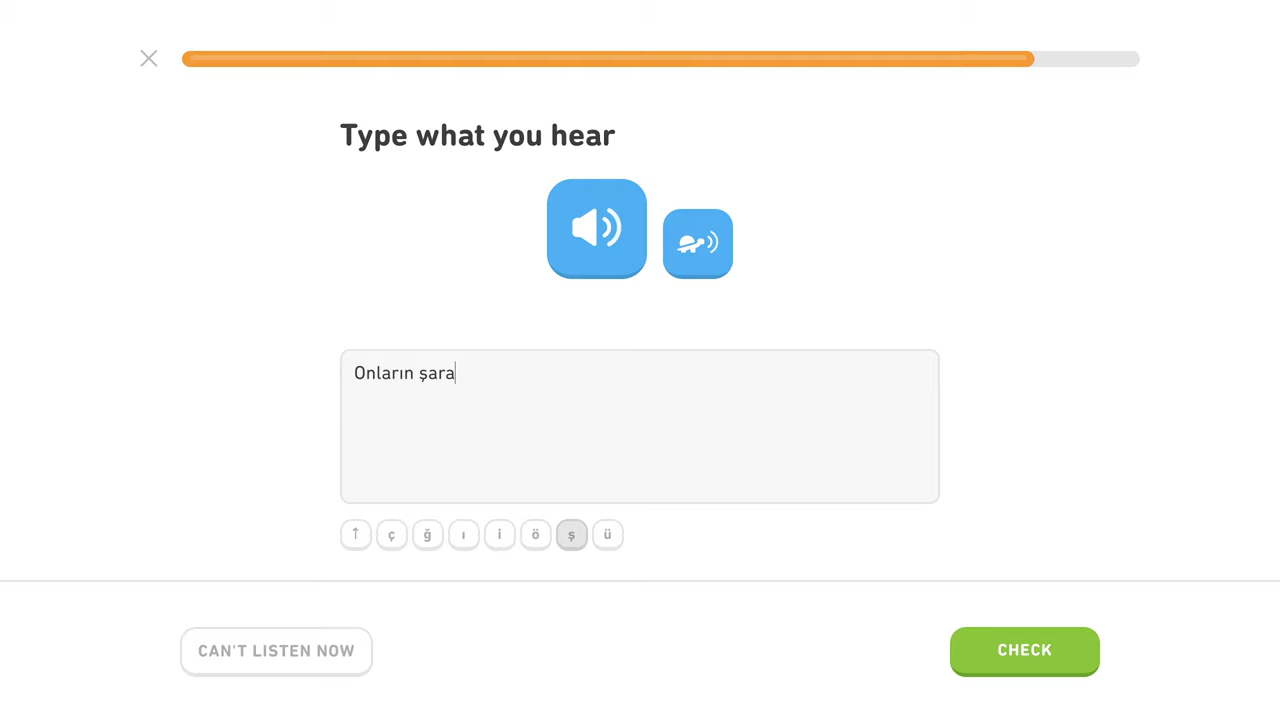 Type what you hear
Onların şara
↑ ç ğ ı i ö ş ü
CAN'T LISTEN NOW
CHECK